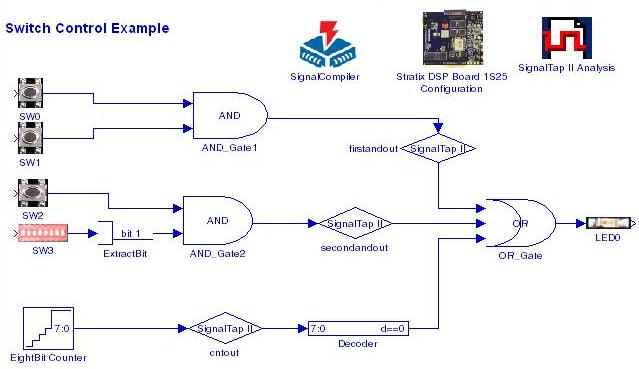 Switch Control Example
SignalCompiler
Stratix DSP Board 1S25
Configuration
SignalTap II Analysis
SW0
SW1
AND
AND_Gate1
firstandout
SignalTap II
SW2
SW3
bit 1
ExtractBit
AND
AND_Gate2
SignalTap II
secondandout
OR
OR_Gate
LED0
7:0
EightBit Counter
SignalTap II
cntout
7:0 d==0
Decoder